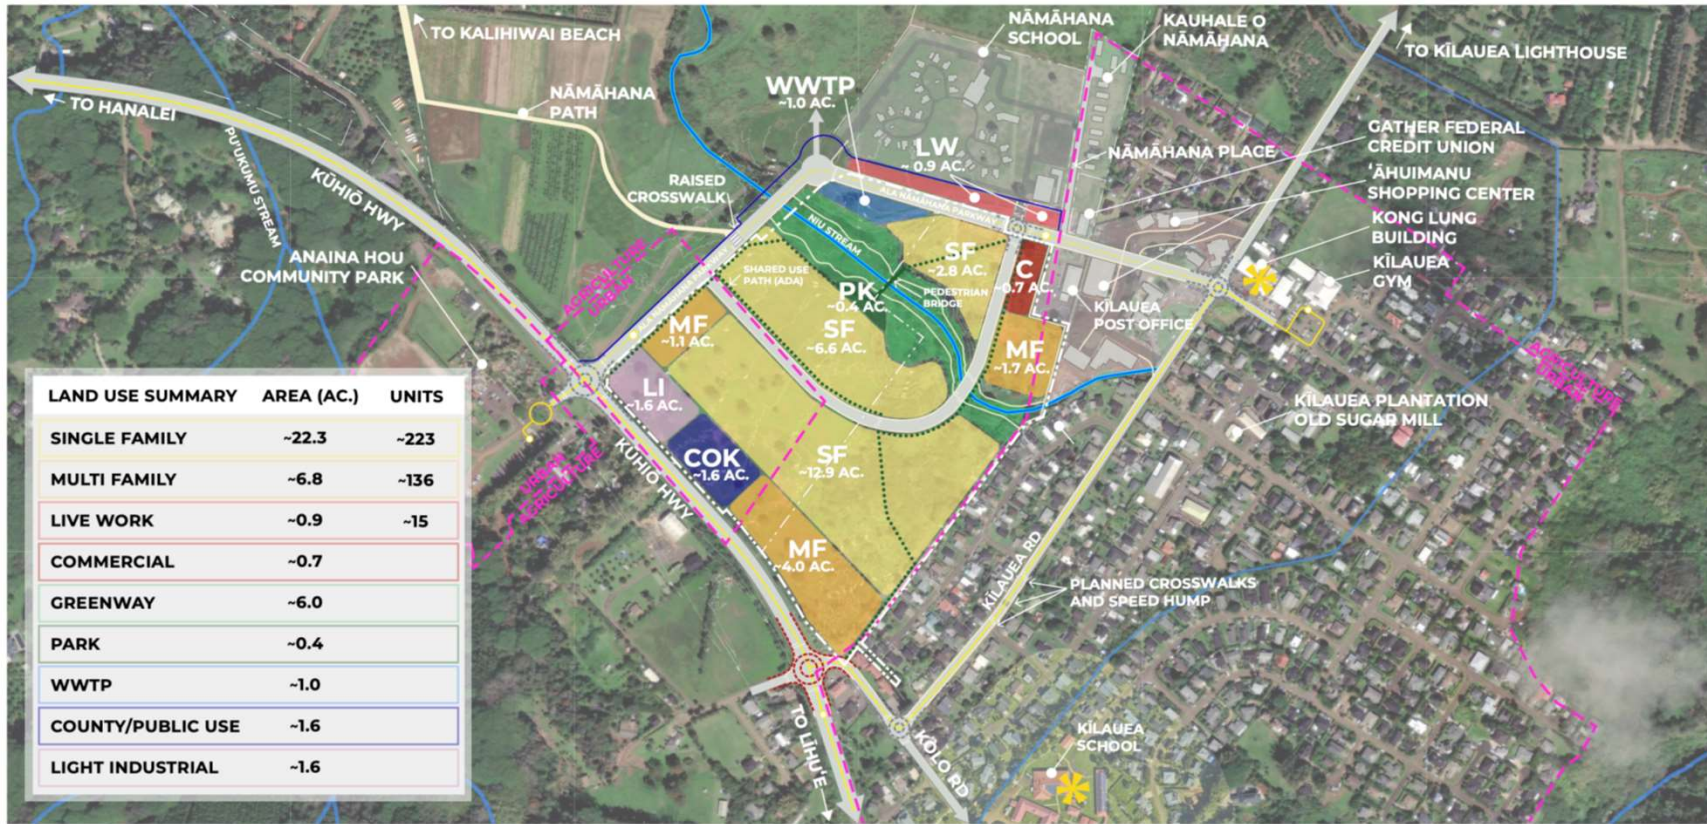 TO KALIHIWAI BEACH
NĀMĀHANA
SCHOOL
KAUHALE O
NĀMĀHANA
TO KĪLAUEA LIGHTHOUSE
TO HANALEI
NĀMĀHANA
PATH
WWTP
~1.0 AC.
PU'UKUMU STREAM
KŪHIŌ HWY
LW
~ 0.9 AC.
NĀMĀHANA PLACE
GATHER FEDERAL
CREDIT UNION
'ĀHUIMANU
SHOPPING CENTER
KONG LUNG
BUILDING
KĪLAUEA
GYM
RAISED
CROSSWALK
ALA NĀMĀHANA PARKWAY
NIU STREAM
ANAINA HOU
COMMUNITY PARK
AGRICULTURE
URBAN
ALA NĀMĀHANA PARKWAY
SHARED USE
PATH (ADA)
SF
~2.8 AC.
C
~0.7 AC.
PK
~0.4 AC.
PEDESTRIAN
BRIDGE
KĪLAUEA
POST OFFICE
MF
~1.1 AC.
SF
~6.6 AC.
MF
~1.7 AC.
AGRICULTURE
URBAN
LI
~1.6 AC.
KĪLAUEA PLANTATION
OLD SUGAR MILL
URBAN
AGRICULTURE
KŪHIŌ HWY
COK
~1.6 AC.
SF
~12.9 AC.
MF
~4.0 AC.
KĪLAUEA RD
PLANNED CROSSWALKS
AND SPEED HUMP
TO LĪHU'E
KOLO RD
KĪLAUEA
SCHOOL
LAND USE SUMMARY AREA (AC.) UNITS
SINGLE FAMILY ~22.3 ~223
MULTI FAMILY ~6.8 ~136
LIVE WORK ~0.9 ~15
COMMERCIAL ~0.7
GREENWAY ~6.0
PARK ~0.4
WWTP ~1.0
COUNTY/PUBLIC USE ~1.6
LIGHT INDUSTRIAL ~1.6